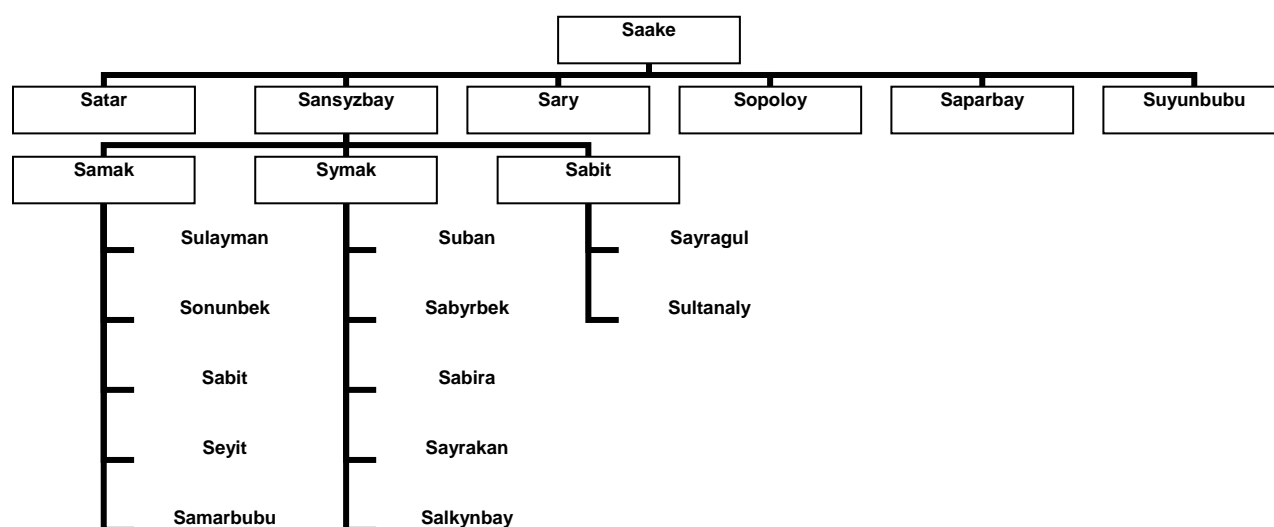 Saake
Satar Sansyzbay Sary Sopoloy Saparbay Suyunbubu
Samak Symak Sabit
Sulayman Suban Sayragul
Sonunbek Sabyrbek Sultanaly
Sabit Sabira
Seyit Sayrakan
Samarbubu Salkynbay